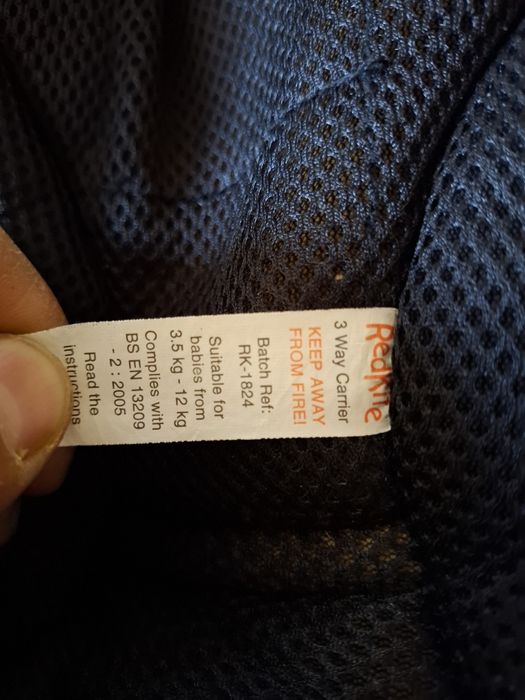 Redkite
3 Way Carrier
KEEP AWAY
FROM FIRE!
Batch Ref:
RK-1824
Suitable for
babies from
3.5 kg - 12 kg
Complies with
BS EN 13209
- 2 : 2005
Read the
instructions